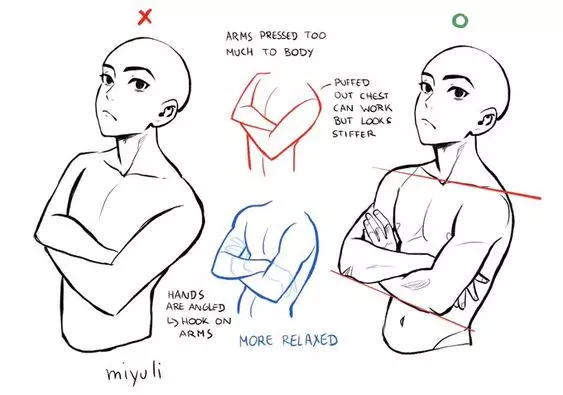 X
O
ARMS PRESSED TOO
MUCH TO BODY
PUFFED
OUT CHEST
CAN WORK
BUT LOOKS
STIFFER
HANDS
ARE ANGLED
↳ HOOK ON
ARMS
MORE RELAXED
miyuli